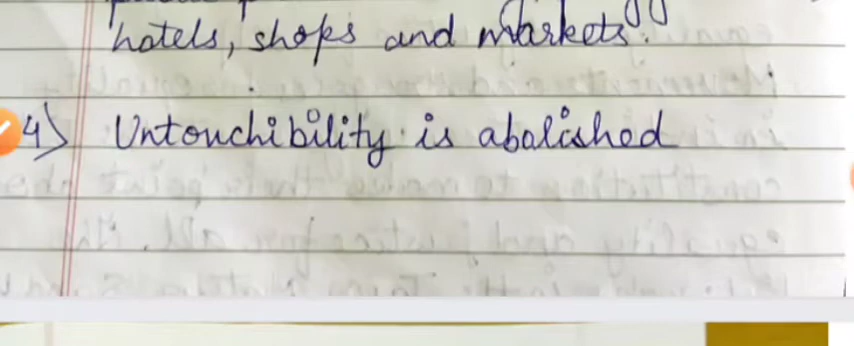 hotels, shops and markets.
4) Untouchibility is abolished